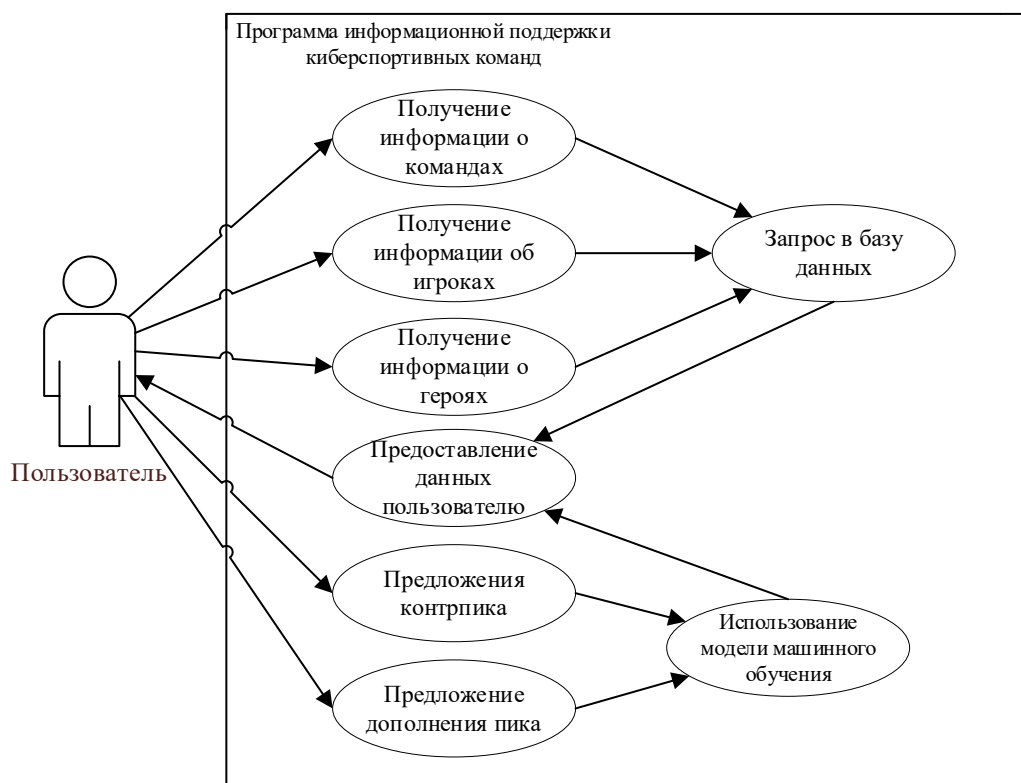 Программа информационной поддержки
киберспортивных команд
Получение
информации о
командах
Получение
информации об
игроках
Запрос в базу
данных
Получение
информации о
героях
Пользователь
Предоставление
данных
пользователю
Предложения
контрпика
Использование
модели машинного
обучения
Предложение
дополнения пика